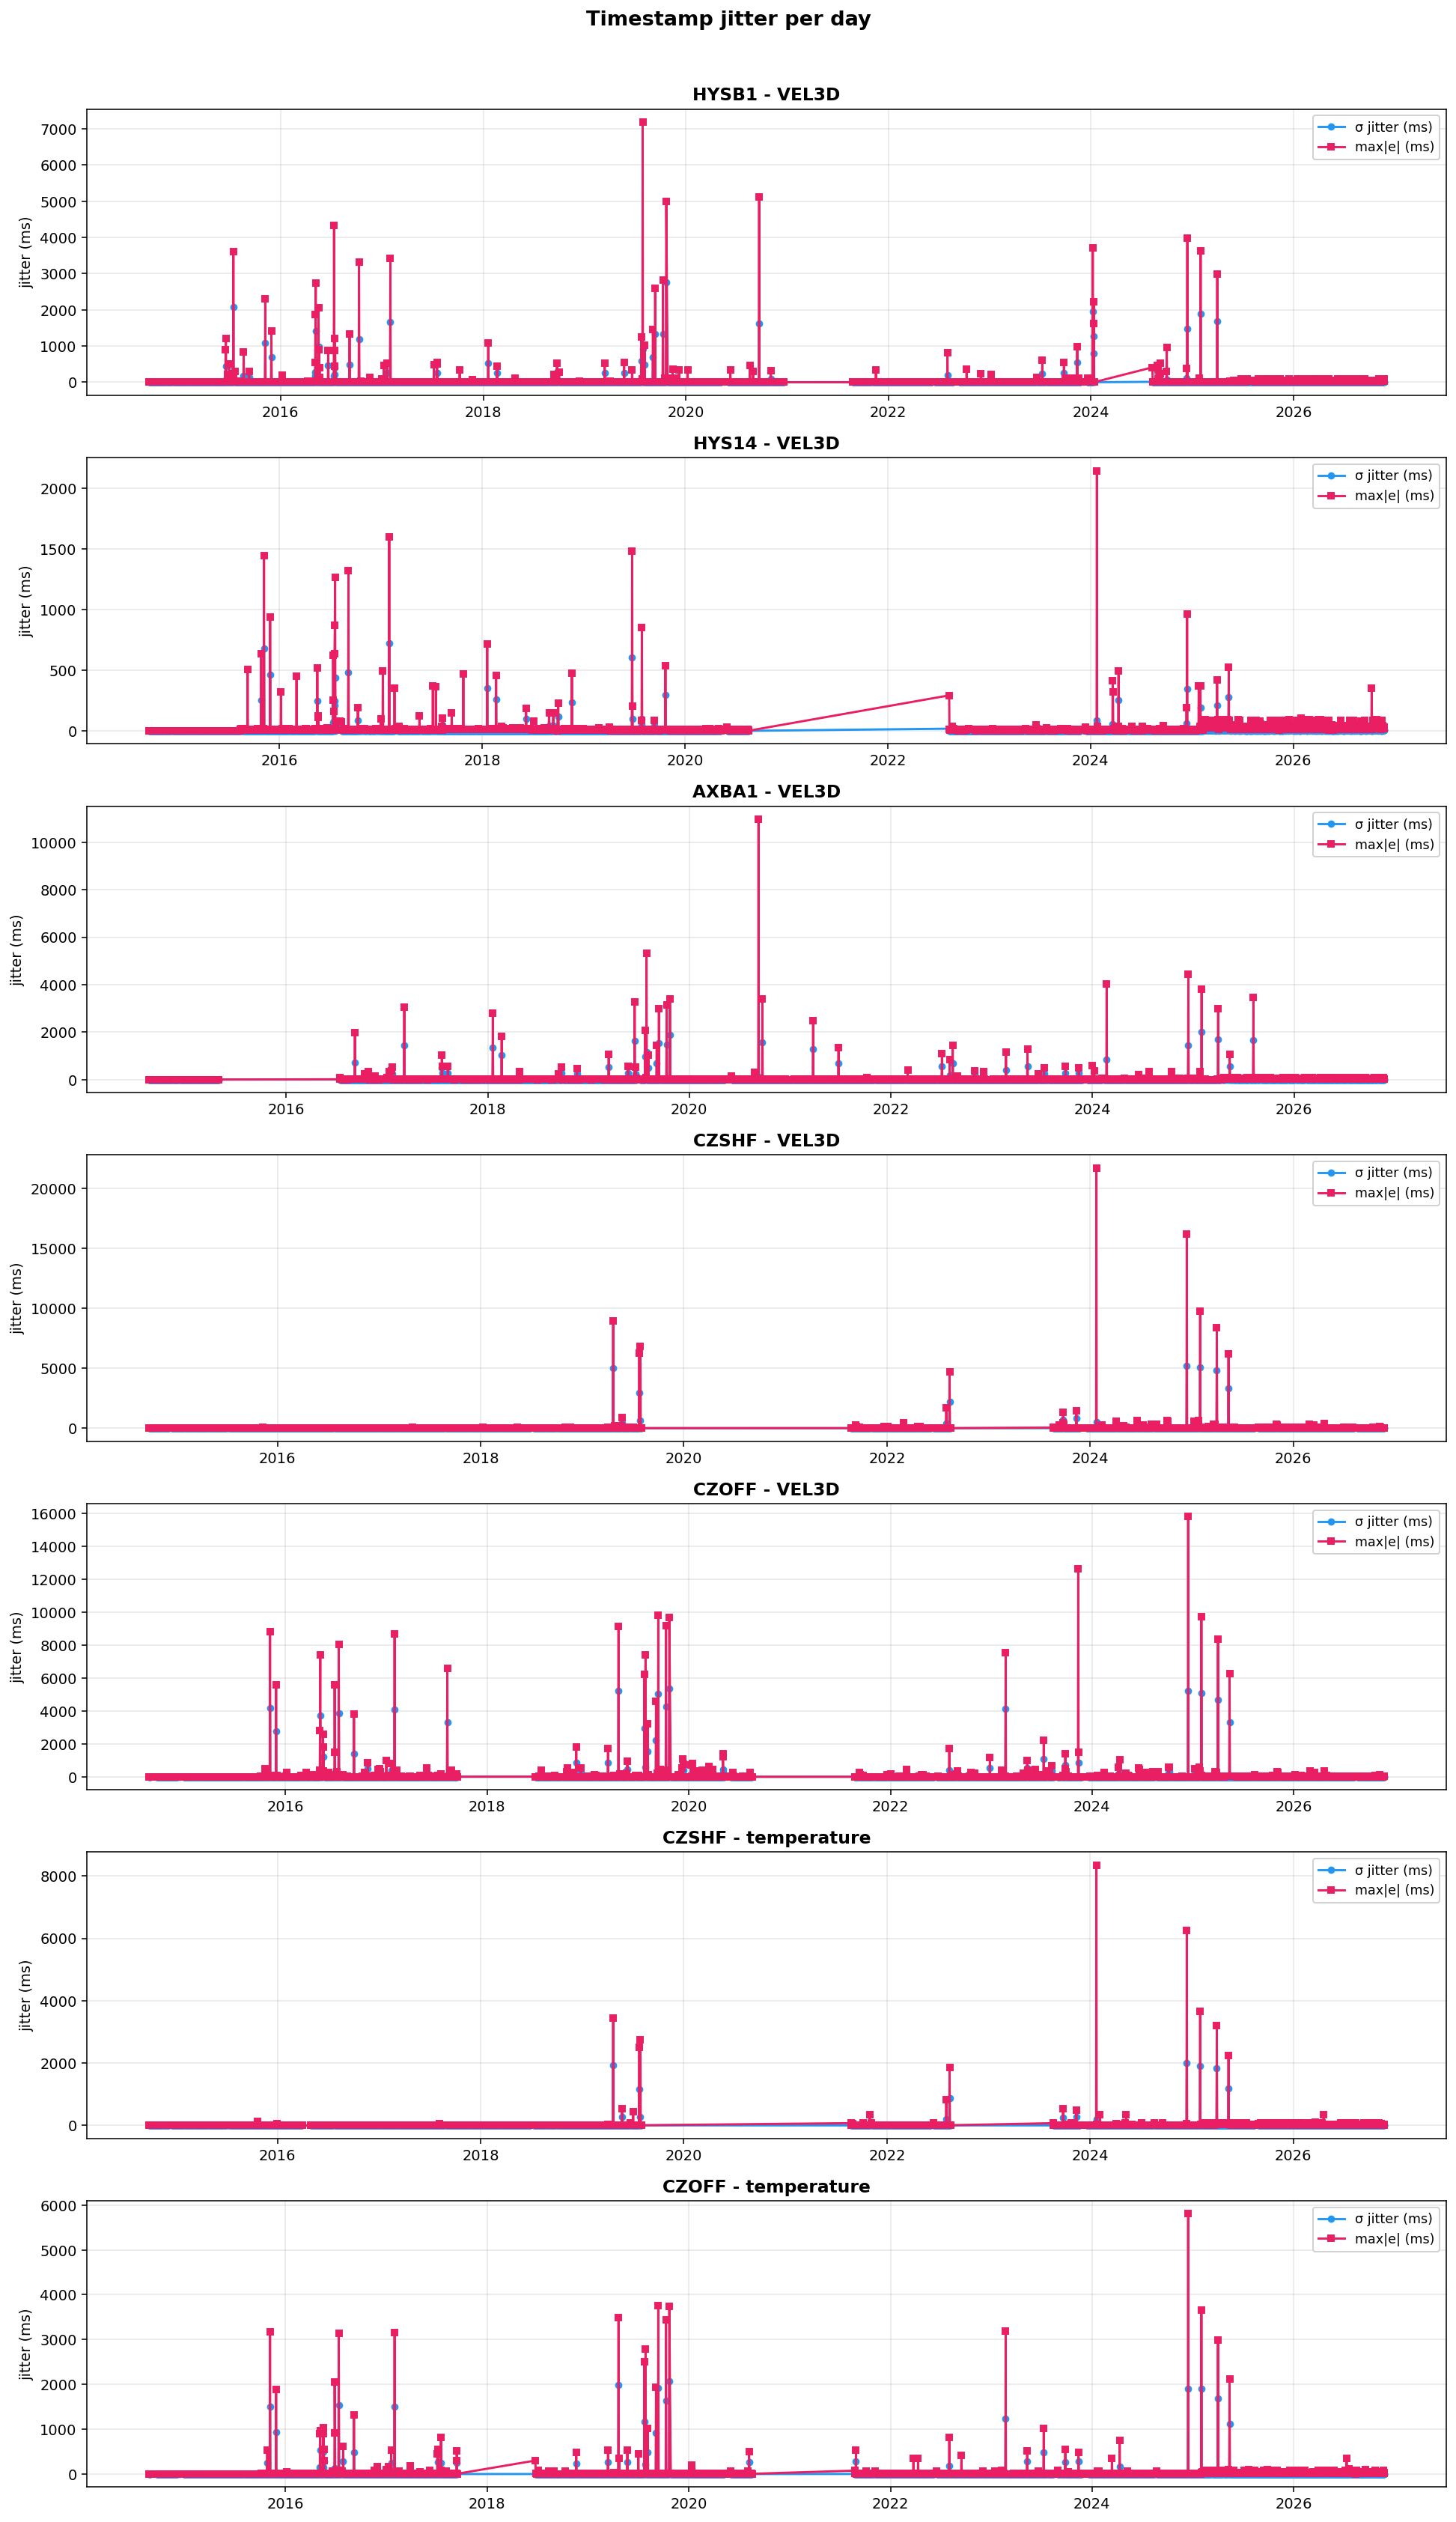 Timestamp jitter per day
HYSB1 - VEL3D
jitter (ms)
7000
6000
5000
4000
3000
2000
1000
0
σ jitter (ms)
max|e| (ms)
2016 2018 2020 2022 2024 2026
HYS14 - VEL3D
jitter (ms)
2000
1500
1000
500
0
σ jitter (ms)
max|e| (ms)
2016 2018 2020 2022 2024 2026
AXBA1 - VEL3D
jitter (ms)
10000
8000
6000
4000
2000
0
σ jitter (ms)
max|e| (ms)
2016 2018 2020 2022 2024 2026
CZSHF - VEL3D
jitter (ms)
20000
15000
10000
5000
0
σ jitter (ms)
max|e| (ms)
2016 2018 2020 2022 2024 2026
CZOFF - VEL3D
jitter (ms)
16000
14000
12000
10000
8000
6000
4000
2000
0
σ jitter (ms)
max|e| (ms)
2016 2018 2020 2022 2024 2026
CZSHF - temperature
jitter (ms)
8000
6000
4000
2000
0
σ jitter (ms)
max|e| (ms)
2016 2018 2020 2022 2024 2026
CZOFF - temperature
jitter (ms)
6000
5000
4000
3000
2000
1000
0
σ jitter (ms)
max|e| (ms)
2016 2018 2020 2022 2024 2026